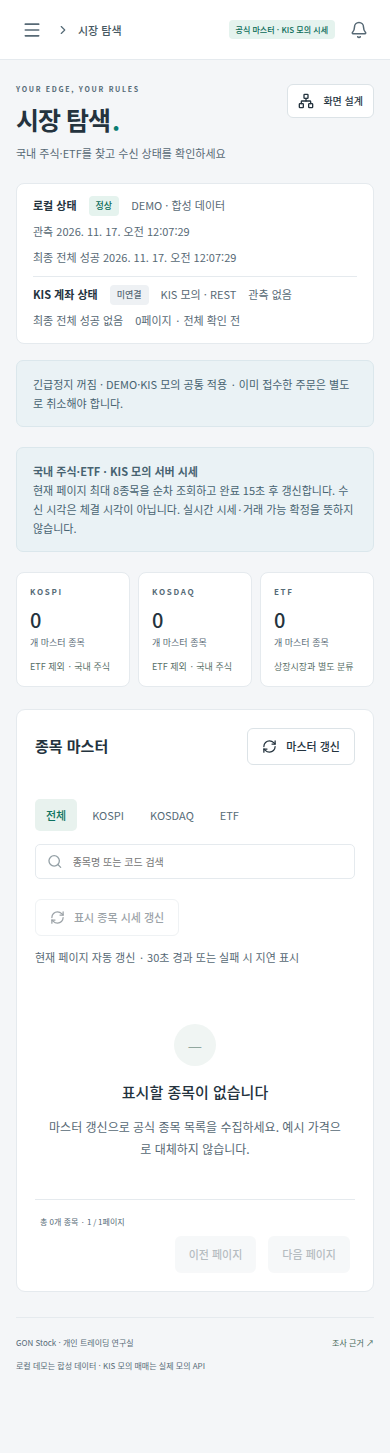 시장 탐색
공식 마스터 · KIS 모의 시세
YOUR EDGE, YOUR RULES
시장 탐색.
화면 설계
국내 주식·ETF를 찾고 수신 상태를 확인하세요
로컬 상태 정상 DEMO · 합성 데이터
관측 2026. 11. 17. 오전 12:07:29
최종 전체 성공 2026. 11. 17. 오전 12:07:29
KIS 계좌 상태 미연결 KIS 모의 · REST 관측 없음
최종 전체 성공 없음 0페이지 · 전체 확인 전
긴급정지 꺼짐 · DEMO·KIS 모의 공통 적용 · 이미 접수한 주문은 별도
로 취소해야 합니다.
국내 주식·ETF · KIS 모의 서버 시세
현재 페이지 최대 8종목을 순차 조회하고 완료 15초 후 갱신합니다. 수
신 시각은 체결 시각이 아닙니다. 실시간 시세·거래 가능 확정을 뜻하지
않습니다.
KOSPI
0
개 마스터 종목
ETF 제외 · 국내 주식
KOSDAQ
0
개 마스터 종목
ETF 제외 · 국내 주식
ETF
0
개 마스터 종목
상장시장과 별도 분류
종목 마스터
마스터 갱신
전체 KOSPI KOSDAQ ETF
종목명 또는 코드 검색
표시 종목 시세 갱신
현재 페이지 자동 갱신 · 30초 경과 또는 실패 시 지연 표시
—
표시할 종목이 없습니다
마스터 갱신으로 공식 종목 목록을 수집하세요. 예시 가격으
로 대체하지 않습니다.
총 0개 종목 · 1 / 1페이지
이전 페이지 다음 페이지
GON Stock · 개인 트레이딩 연구실
조사 근거 ↗
로컬 데모는 합성 데이터 · KIS 모의 매매는 실제 모의 API